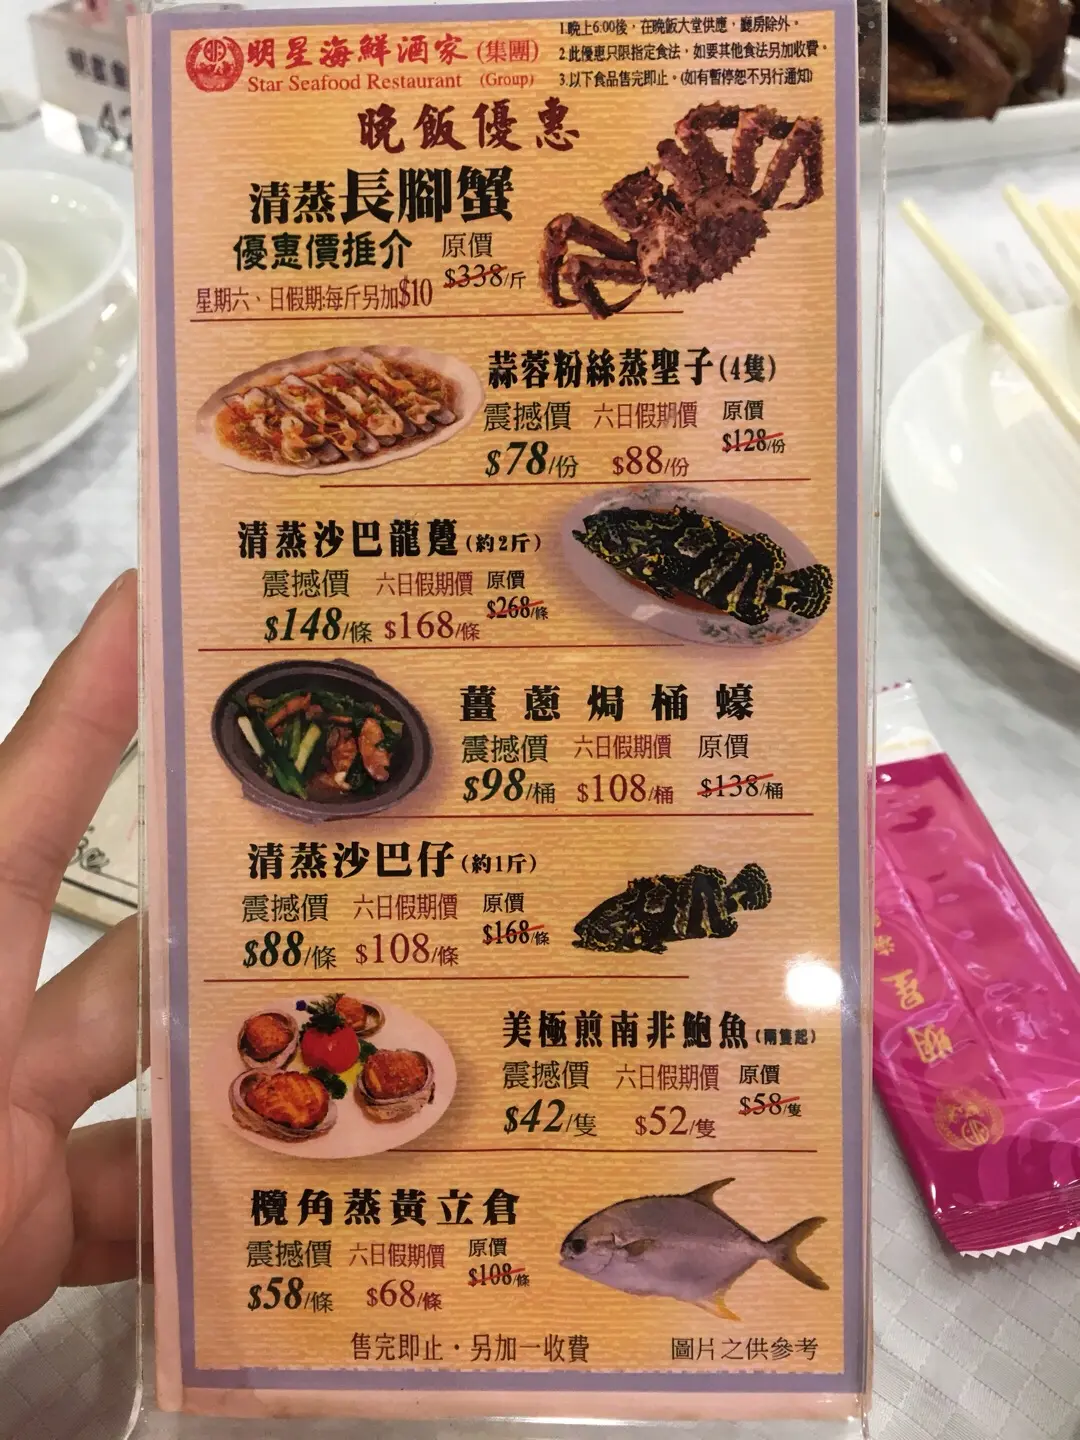 明星海鮮酒家(集團)
Star Seafood Restaurant (Group)
1.晚上6:00後，在晚飯大堂供應，廳房除外。
2.此優惠只限指定食法，如要其他食法另加收費。
3.以下食品售完即止。(如有暫停恕不另行通知)
晚飯優惠
清蒸長腳蟹
優惠價推介 原價
$338/斤
星期六、日假期每斤另加$10
蒜蓉粉絲蒸聖子(4隻)
震撼價 六日假期價 原價
$78/份 $88/份 $128/份
清蒸沙巴龍躉(約2斤)
震撼價 六日假期價 原價
$148/條 $168/條 $268/條
薑蔥焗桶蠔
震撼價 六日假期價 原價
$98/桶 $108/桶 $138/桶
清蒸沙巴仔(約1斤)
震撼價 六日假期價 原價
$88/條 $108/條 $168/條
美極煎南非鮑魚(兩隻起)
震撼價 六日假期價 原價
$42/隻 $52/隻 $58/隻
欖角蒸黃立倉
震撼價 六日假期價 原價
$58/條 $68/條 $108/條
售完即止・另加一收費
圖片之供參考
明星